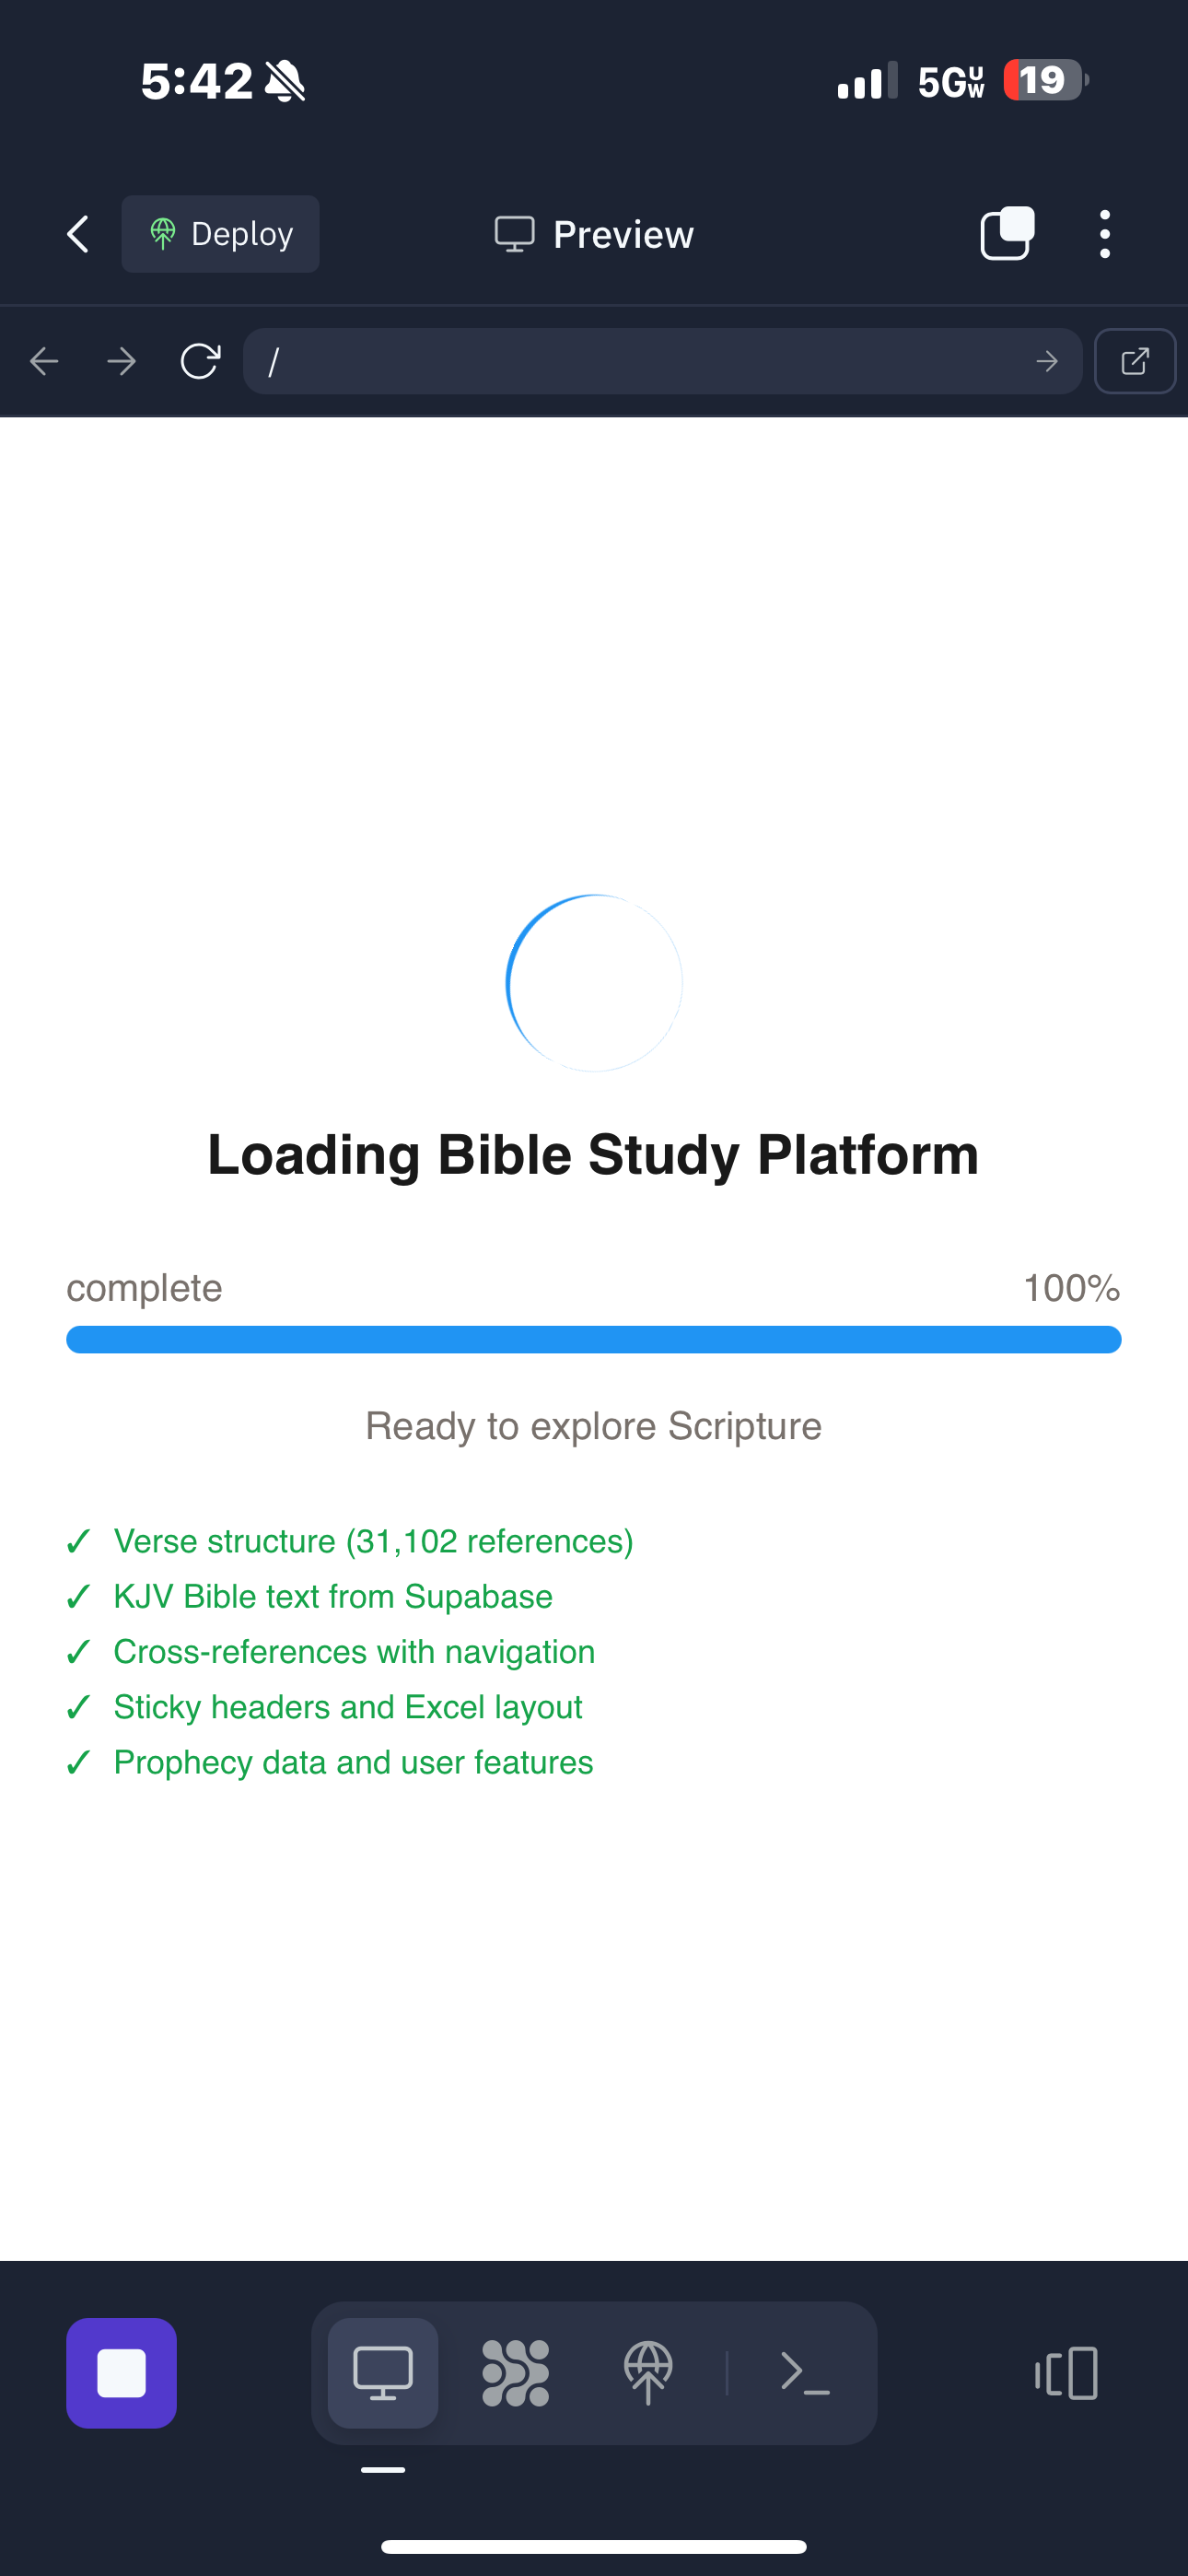 5:42
5G UW
19
Deploy
Preview
/
Loading Bible Study Platform
complete
100%
Ready to explore Scripture
✓ Verse structure (31,102 references)
✓ KJV Bible text from Supabase
✓ Cross-references with navigation
✓ Sticky headers and Excel layout
✓ Prophecy data and user features